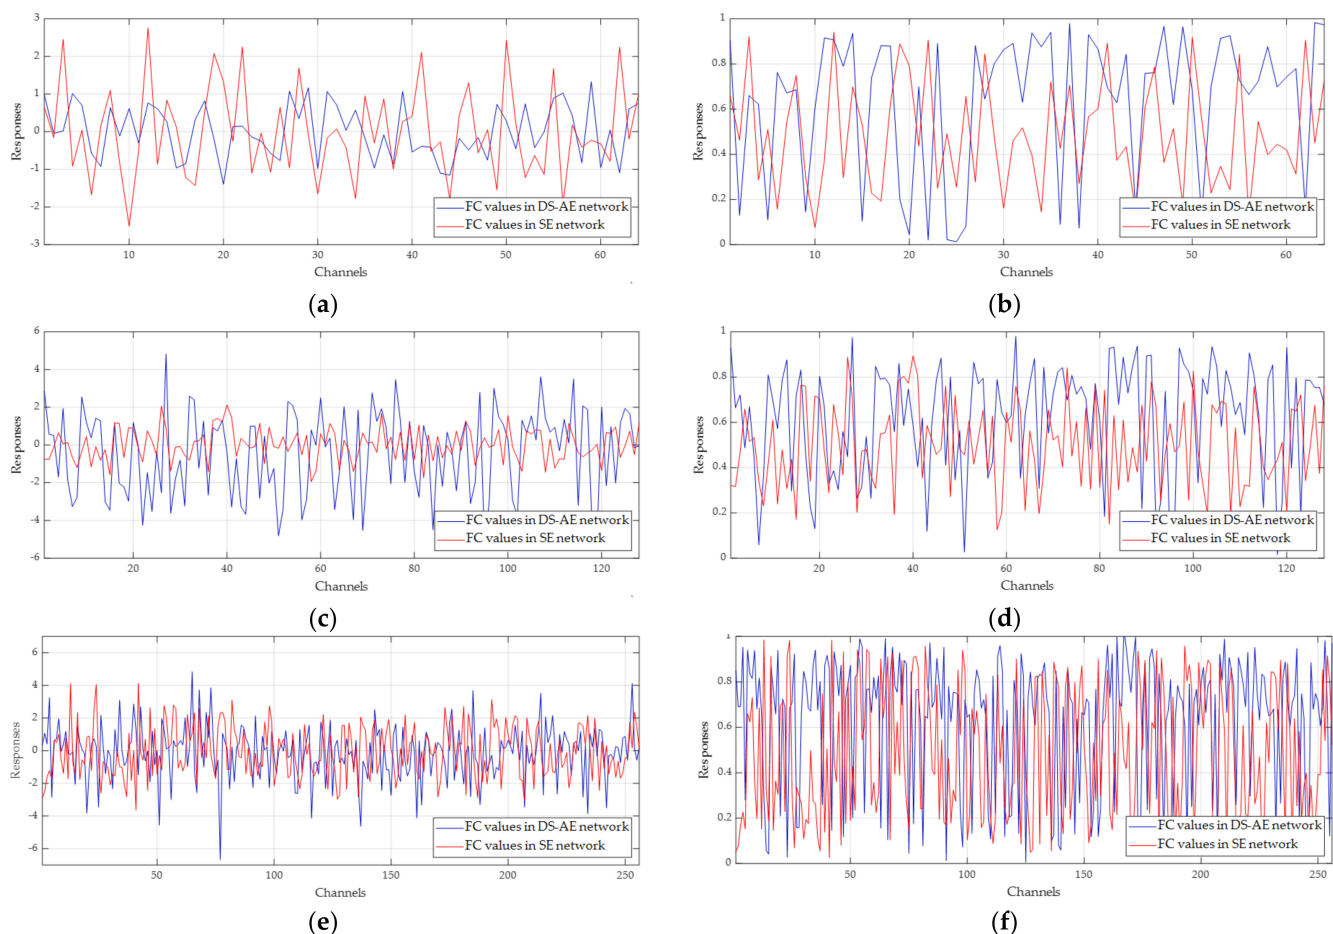 3
2
1
0
-1
-2
-3
Responses
10
20
30
40
50
60
Channels
FC values in DS-AE network
FC values in SE network
(a)
1
0.8
0.6
0.4
0.2
0
Responses
10
20
30
40
50
60
Channels
FC values in DS-AE network
FC values in SE network
(b)
6
4
2
0
-2
-4
-6
Responses
20
40
60
80
100
120
Channels
FC values in DS-AE network
FC values in SE network
(c)
1
0.8
0.6
0.4
0.2
0
Responses
20
40
60
80
100
120
Channels
FC values in DS-AE network
FC values in SE network
(d)
6
4
2
0
-2
-4
-6
Responses
50
100
150
200
250
Channels
FC values in DS-AE network
FC values in SE network
(e)
1
0.8
0.6
0.4
0.2
0
Responses
50
100
150
200
250
Channels
FC values in DS-AE network
FC values in SE network
(f)